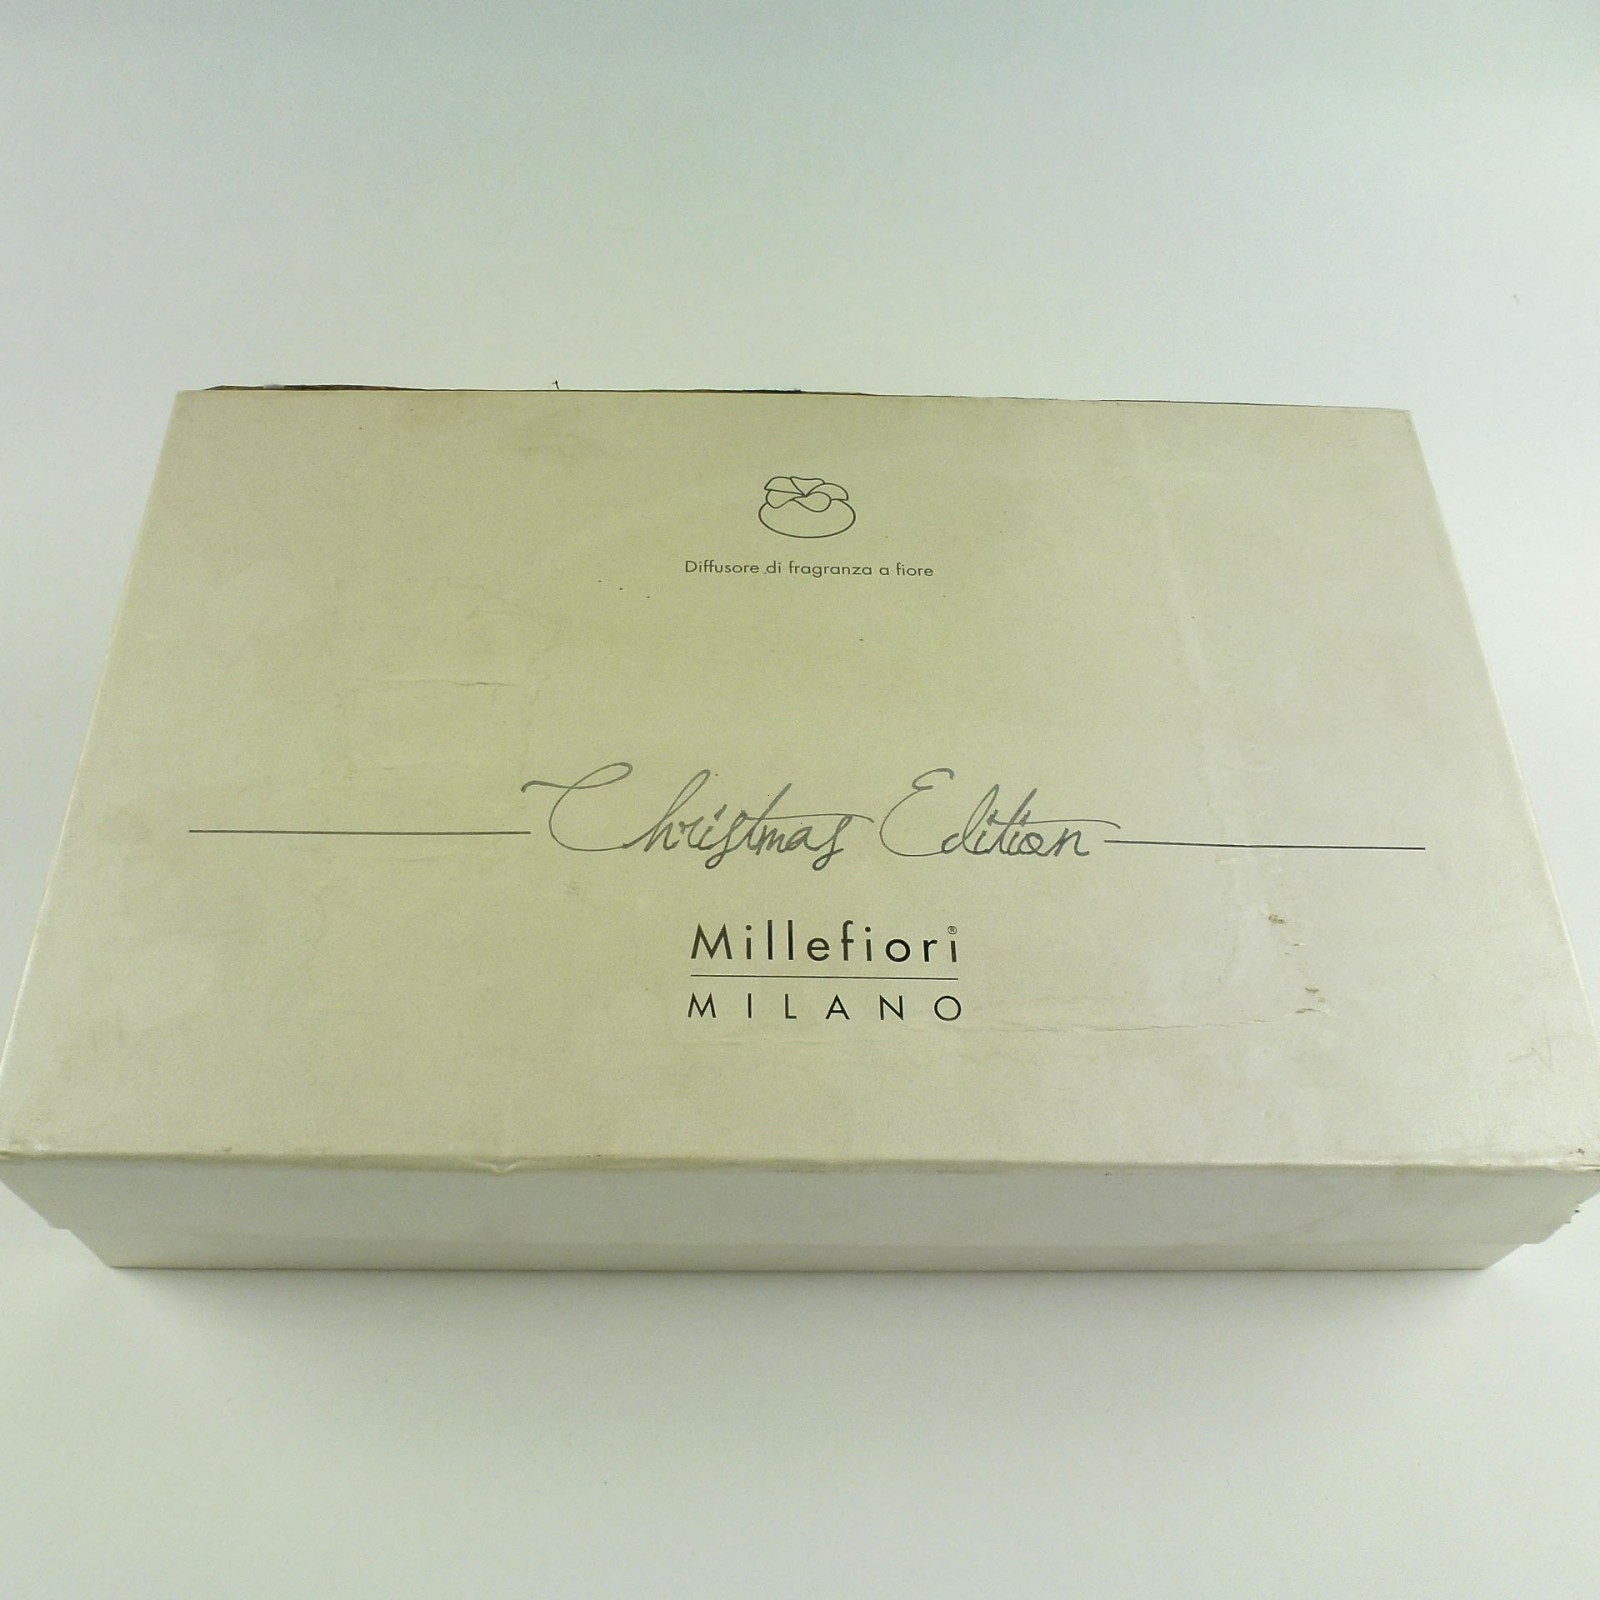 Diffusore di fragranza a fiore
Christmas Edition
Millefiori®
MILANO